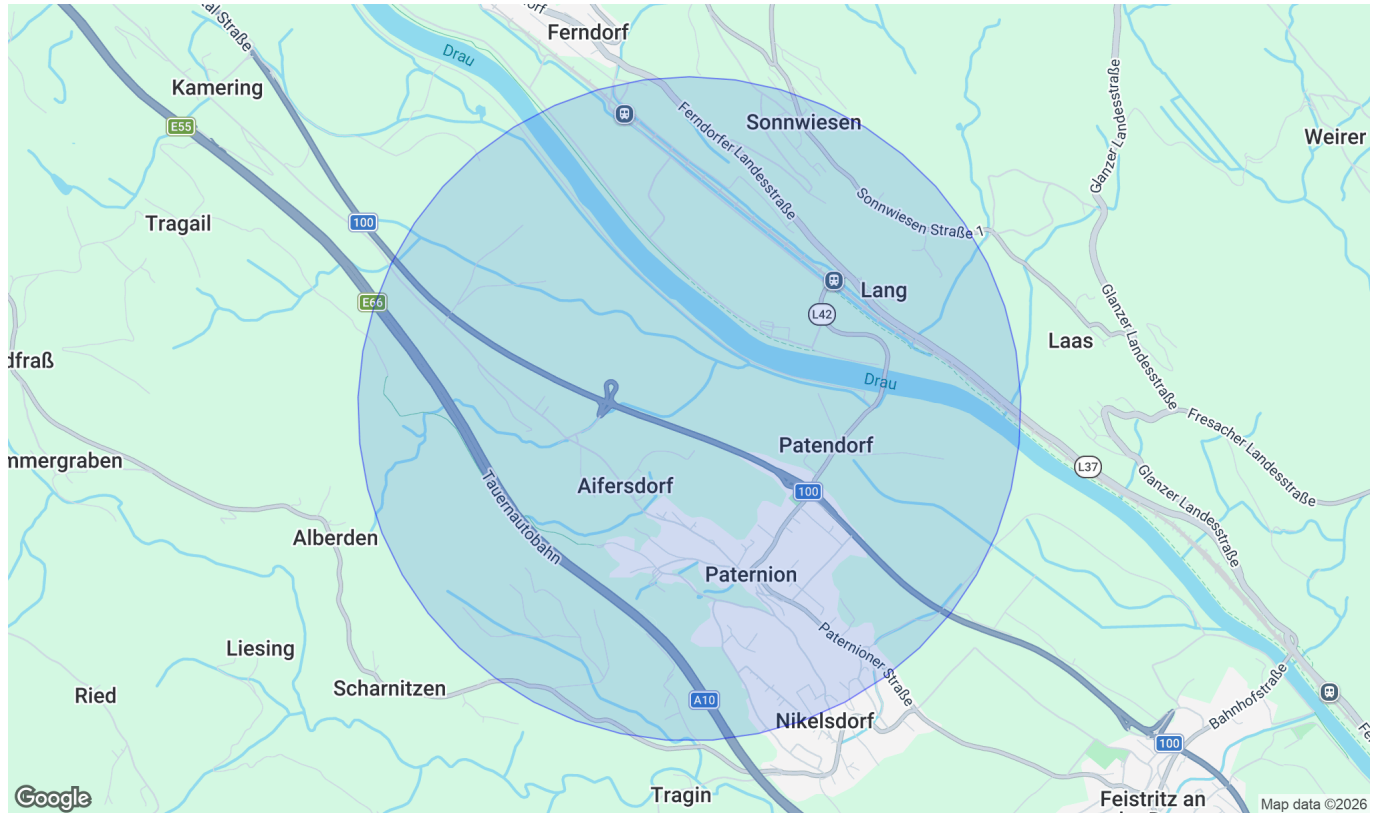 Ferndorf
Drau
Kamering
E55
Ferndorfer Landesstraße
Sonnwiesen
Glanzer Landesstraße
Weirer
Tragail
100
Sonnwiesen Straße 1
E66
Lang
L42
Laas
Glanzer Landesstraße
Drau
Patendorf
Fresacher Landesstraße
L37
Glanzer Landesstraße
Aifersdorf
100
Tauernautobahn
Alberden
Paternion
Paternioner Straße
Liesing
Scharnitzen
Ried
A10
Nikelsdorf
Bahnhofstraße
100
Tragin
Feistritz an
Google
Map data ©2026